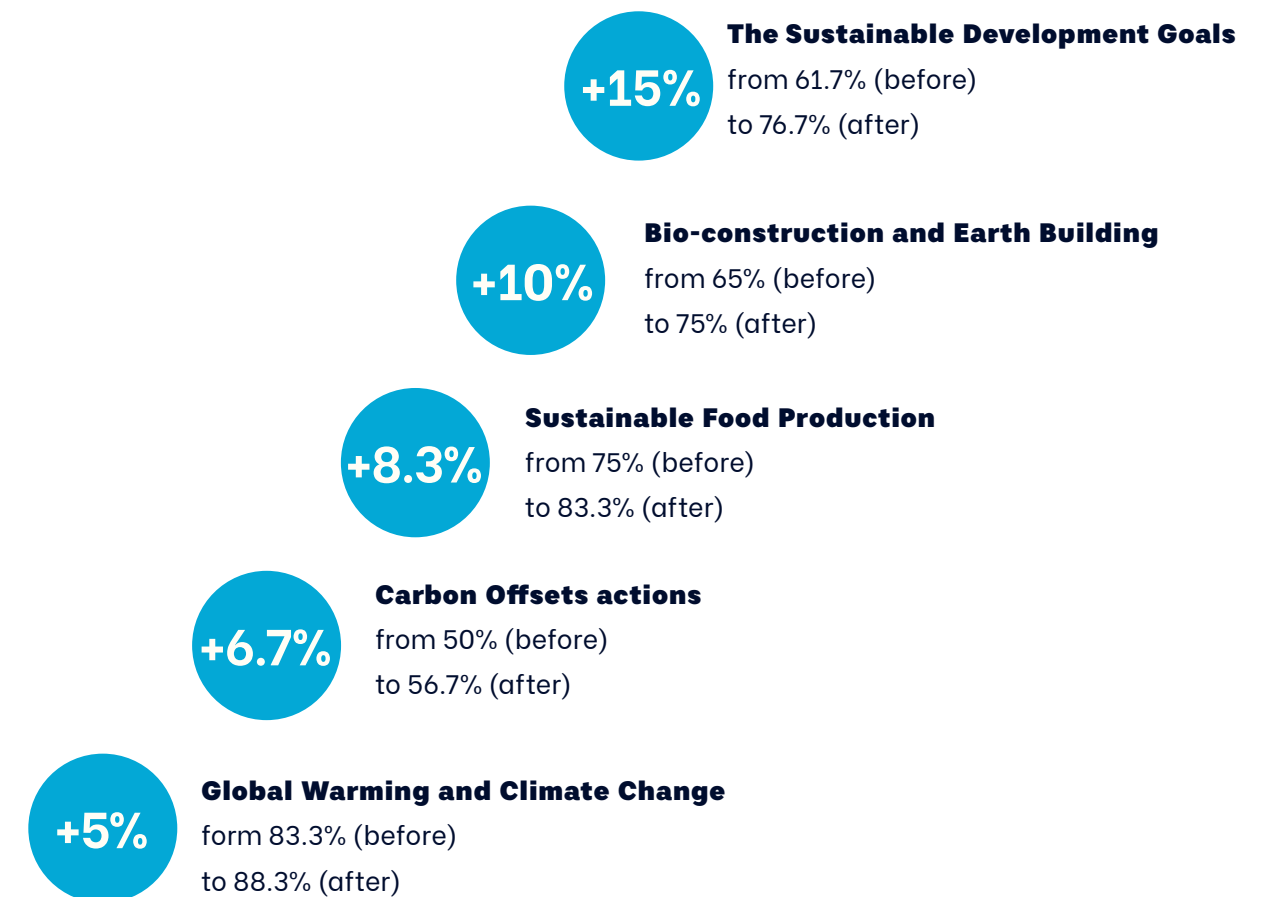 +15%
The Sustainable Development Goals
from 61.7% (before)
to 76.7% (after)
+10%
Bio-construction and Earth Building
from 65% (before)
to 75% (after)
+8.3%
Sustainable Food Production
from 75% (before)
to 83.3% (after)
+6.7%
Carbon Offsets actions
from 50% (before)
to 56.7% (after)
+5%
Global Warming and Climate Change
form 83.3% (before)
to 88.3% (after)